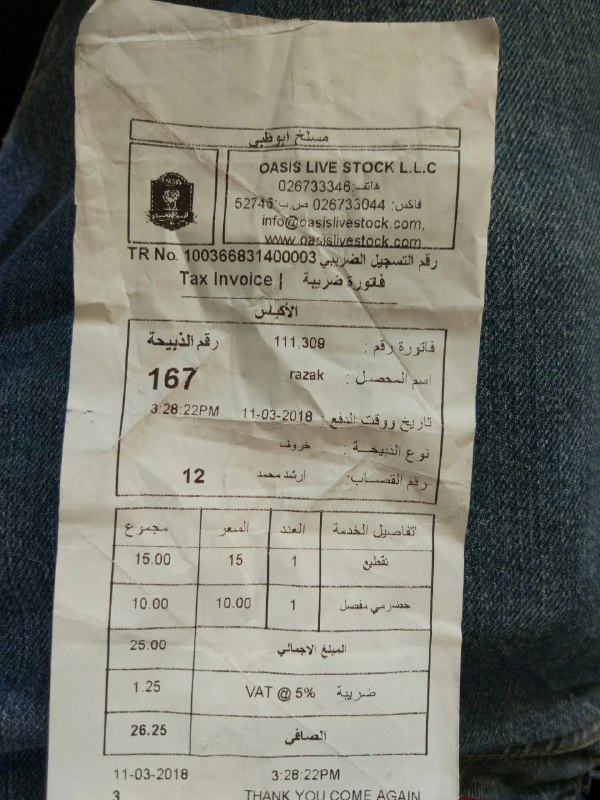 مسلخ ابوظبي
OASIS LIVE STOCK L.L.C
هاتف: 026733346
فاكس: 026733044 ص.ب: 52746
info@oasislivestock.com,
www.oasislivestock.com
رقم التسجيل الضريبي TR No. 100366831400003
Tax Invoice | فاتورة ضريبة
الأكباس
فاتورة رقم : 111,309 رقم الذبيحة
اسم المحصل : razak 167
تاريخ ووقت الدفع : 11-03-2018 3:28:22PM
نوع الذبيحـــة : خروف
رقم القصاب: ارشد محمد 12
تفاصيل الخدمة العدد السعر مجموع
تقطيع 1 15 15.00
حضرمي مفصل 1 10.00 10.00
المبلغ الاجمالي 25.00
ضريبة VAT @ 5% 1.25
الصافي 26.25
11-03-2018 3:28:22PM
3 THANK YOU COME AGAIN